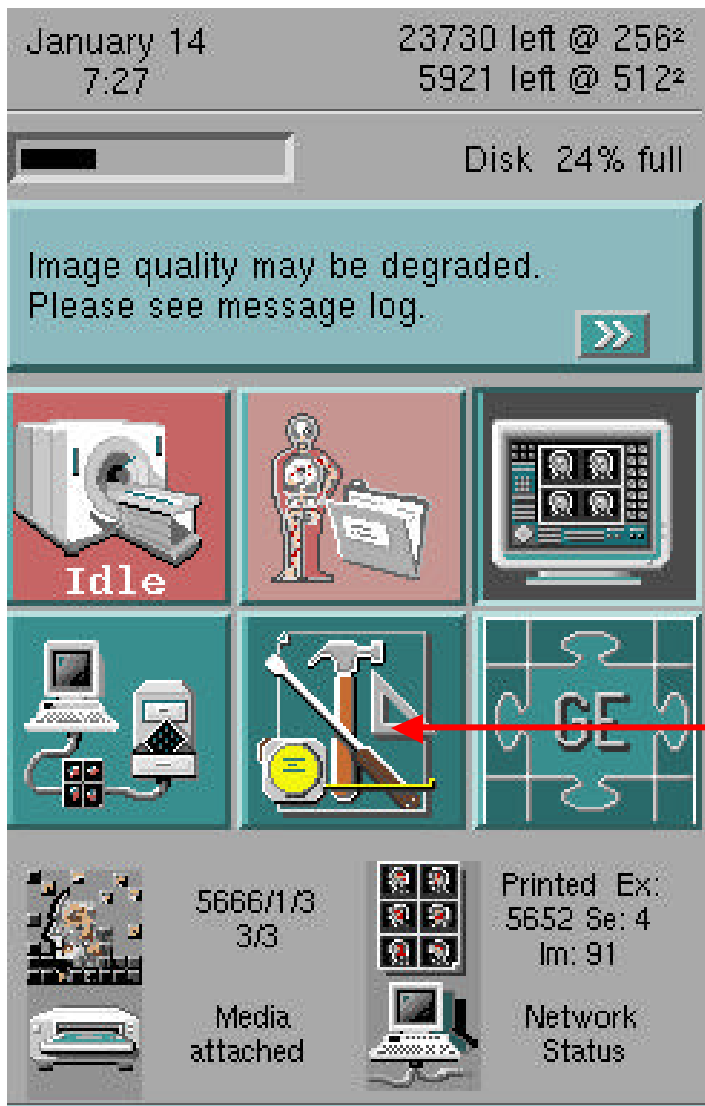 January 14
23730 left @ 256²
7:27
5921 left @ 512²
Disk 24% full
Image quality may be degraded.
Please see message log.
>>
Idle
GE
5666/1/3
3/3
Printed Ex:
5652 Se: 4
Im: 91
Media
attached
Network
Status